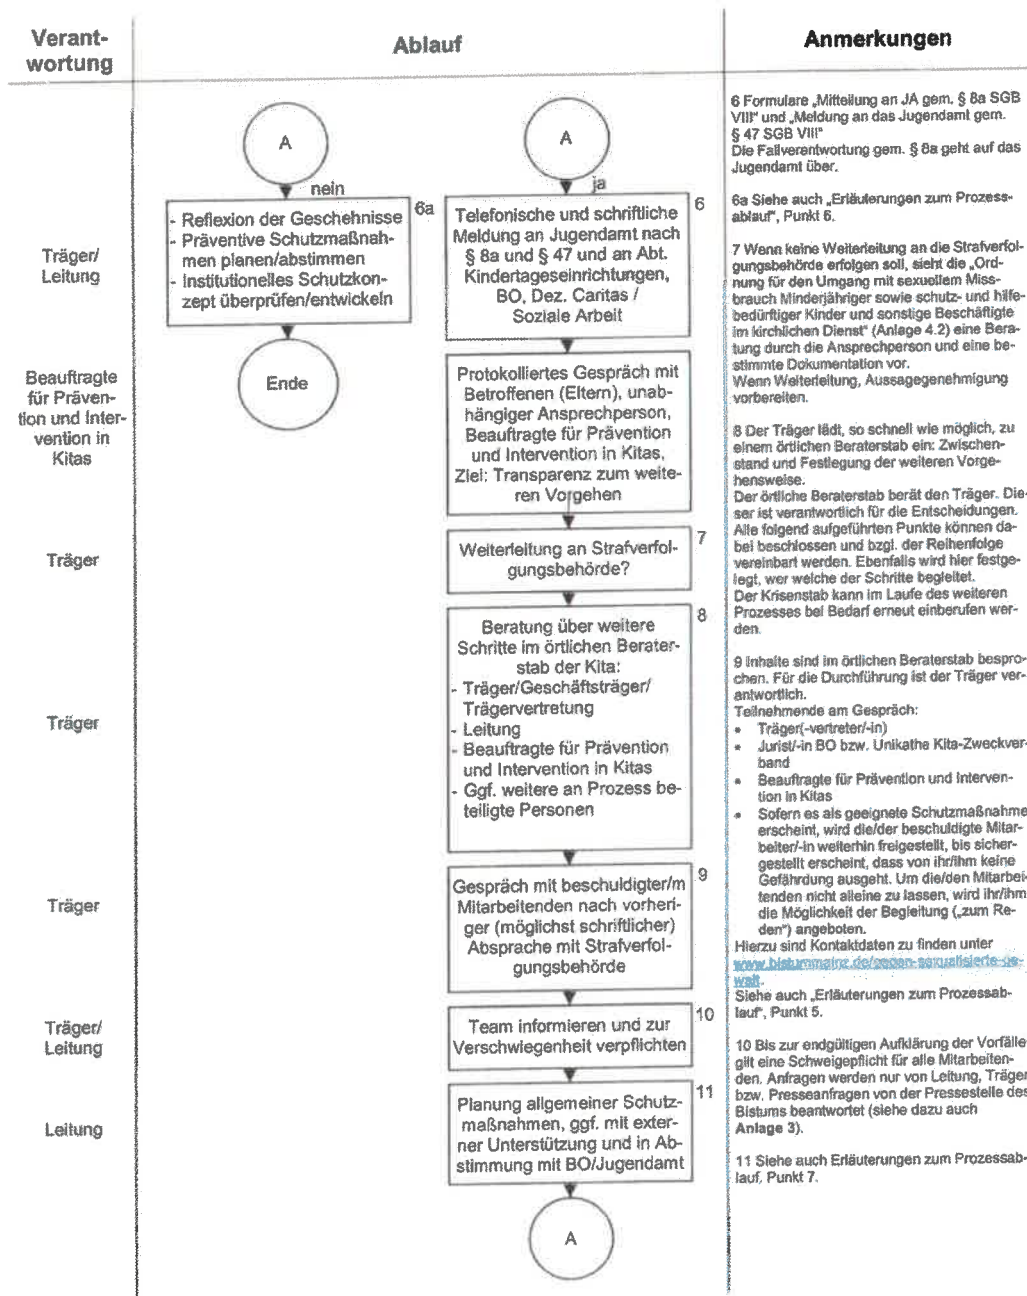 Verant-
wortung
Ablauf
Anmerkungen
A
nein
A
ja
Träger/
Leitung
- Reflexion der Geschehnisse
- Präventive Schutzmaßnah-
men planen/abstimmen
- Institutionelles Schutzkon-
zept überprüfen/entwickeln
6a
Ende
Telefonische und schriftliche
Meldung an Jugendamt nach
§ 8a und § 47 und an Abt.
Kindertageseinrichtungen,
BO, Dez. Caritas /
Soziale Arbeit
6
Beauftragte
für Präven-
tion und Inter-
vention in
Kitas
Protokolliertes Gespräch mit
Betroffenen (Eltern), unab-
hängiger Ansprechperson,
Beauftragte für Prävention
und Intervention in Kitas,
Ziel: Transparenz zum weite-
ren Vorgehen
Träger
Weiterleitung an Strafverfol-
gungsbehörde?
7
Träger
Beratung über weitere
Schritte im örtlichen Berater-
stab der Kita:
- Träger/Geschäftsträger/
Trägervertretung
- Leitung
- Beauftragte für Prävention
und Intervention in Kitas
- Ggf. weitere an Prozess be-
teiligte Personen
8
Träger
Gespräch mit beschuldigter/m
Mitarbeitenden nach vorheri-
ger (möglichst schriftlicher)
Absprache mit Strafverfol-
gungsbehörde
9
Träger/
Leitung
Team informieren und zur
Verschwiegenheit verpflichten
10
Leitung
Planung allgemeiner Schutz-
maßnahmen, ggf. mit exter-
ner Unterstützung und in Ab-
stimmung mit BO/Jugendamt
11
A
6 Formulare „Mitteilung an JA gem. § 8a SGB
VIII“ und „Meldung an das Jugendamt gem.
§ 47 SGB VIII“
Die Fallverantwortung gem. § 8a geht auf das
Jugendamt über.
6a Siehe auch „Erläuterungen zum Prozess-
ablauf“, Punkt 6.
7 Wenn keine Weiterleitung an die Strafverfol-
gungsbehörde erfolgen soll, sieht die „Ord-
nung für den Umgang mit sexuellem Miss-
brauch Minderjähriger sowie schutz- und hilfe-
bedürftiger Kinder und sonstige Beschäftigte
im kirchlichen Dienst“ (Anlage 4.2) eine Bera-
tung durch die Ansprechperson und eine be-
stimmte Dokumentation vor.
Wenn Weiterleitung, Aussagegenehmigung
vorbereiten.
8 Der Träger lädt, so schnell wie möglich, zu
einem örtlichen Beraterstab ein: Zwischen-
stand und Festlegung der weiteren Vorge-
hensweise.
Der örtliche Beraterstab berät den Träger. Die-
ser ist verantwortlich für die Entscheidungen.
Alle folgend aufgeführten Punkte können da-
bei beschlossen und bzgl. der Reihenfolge
vereinbart werden. Ebenfalls wird hier festge-
legt, wer welche der Schritte begleitet.
Der Krisenstab kann im Laufe des weiteren
Prozesses bei Bedarf erneut einberufen wer-
den.
9 Inhalte sind im örtlichen Beraterstab bespro-
chen. Für die Durchführung ist der Träger ver-
antwortlich.
Teilnehmende am Gespräch:
• Träger(-vertreter/-in)
• Jurist/-in BO bzw. Unikathe Kita-Zweckver-
band
• Beauftragte für Prävention und Interven-
tion in Kitas
• Sofern es als geeignete Schutzmaßnahme
erscheint, wird die/der beschuldigte Mitar-
beiter/-in weiterhin freigestellt, bis sicher-
gestellt erscheint, dass von ihr/ihm keine
Gefährdung ausgeht. Um die/den Mitarbei-
tenden nicht alleine zu lassen, wird ihr/ihm
die Möglichkeit der Begleitung („zum Re-
den“) angeboten.
Hierzu sind Kontaktdaten zu finden unter
www.bistummainz.de/gegen-sexualisierte-ge-
walt.
Siehe auch „Erläuterungen zum Prozessab-
lauf“, Punkt 5.
10 Bis zur endgültigen Aufklärung der Vorfälle
gilt eine Schweigepflicht für alle Mitarbeiten-
den. Anfragen werden nur von Leitung, Träger
bzw. Presseanfragen von der Pressestelle des
Bistums beantwortet (siehe dazu auch
Anlage 3).
11 Siehe auch Erläuterungen zum Prozessab-
lauf, Punkt 7.